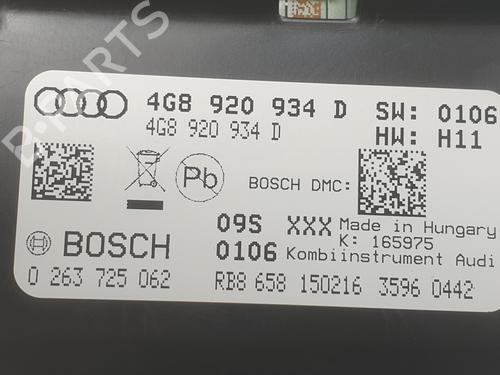 4G8 920 934 D SW: 0106
4G8 920 934 D HW: H11
Pb
BOSCH DMC:
BOSCH
09S XXX Made in Hungary
K: 165975
0106 Kombiinstrument Audi
0 263 725 062 RB8 658 150216 3596 0442
B-PARTS